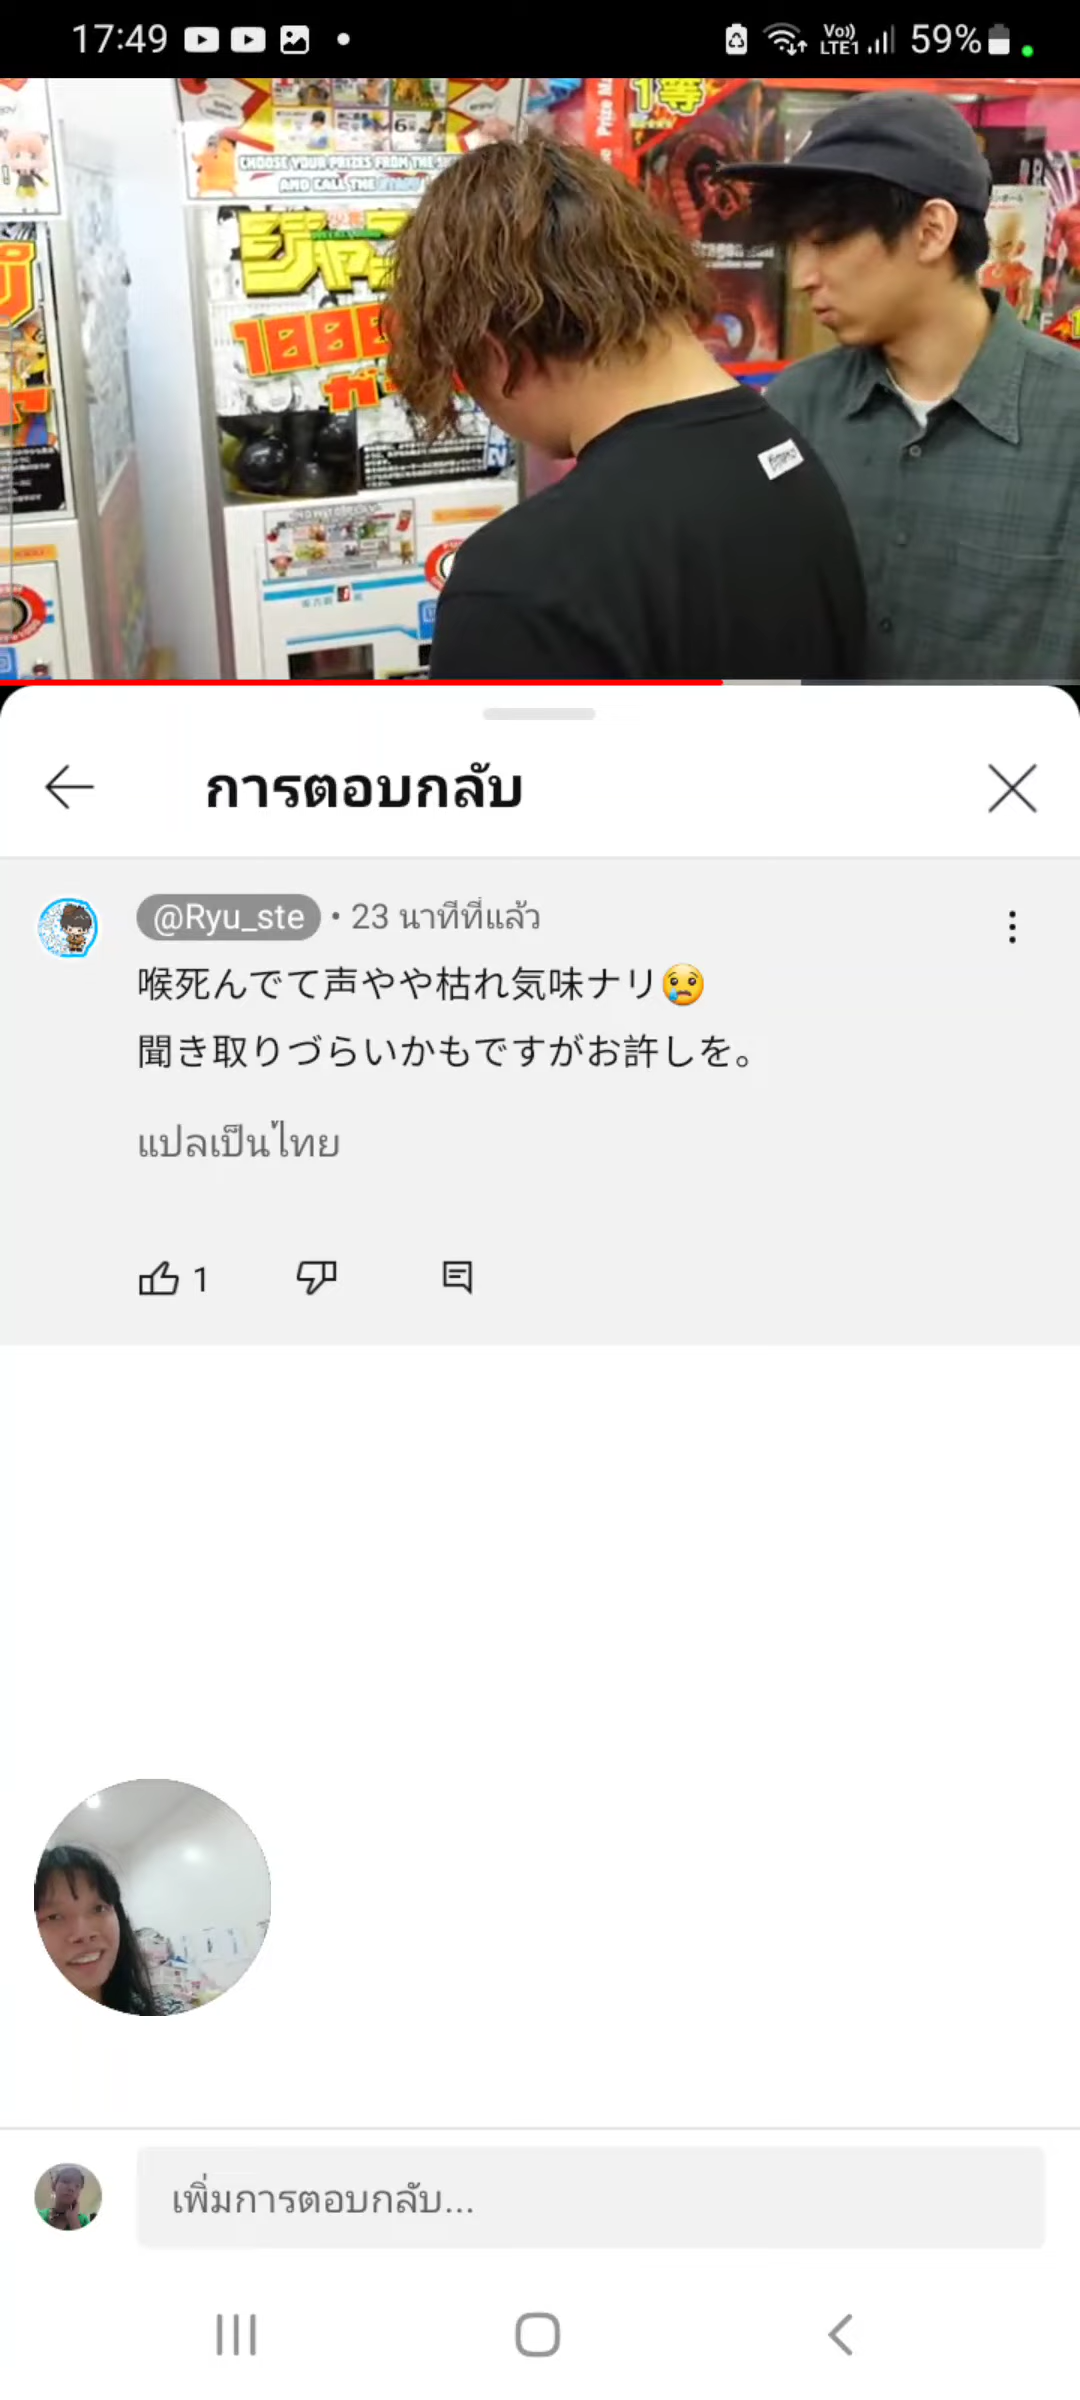 17:49
Vo))
LTE1
59%
1等
CHOOSE YOUR PRIZES FROM THE
AND CALL THE
การตอบกลับ
@Ryu_ste • 23 นาทีที่แล้ว
喉死んでて声やや枯れ気味ナリ😢
聞き取りづらいかもですがお許しを。
แปลเป็นไทย
1
เพิ่มการตอบกลับ...